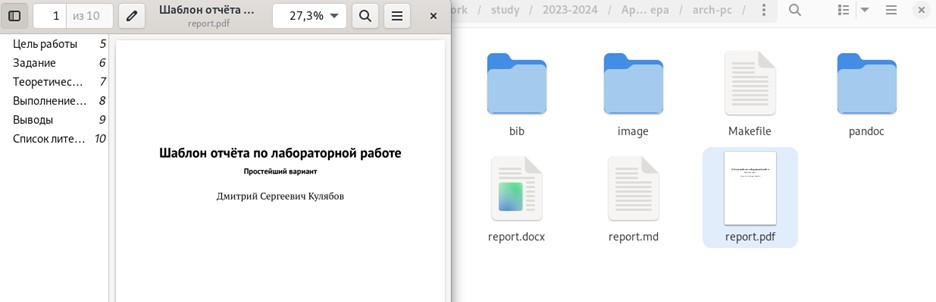 1 из 10
Шаблон отчёта ...
report.pdf
27,3%
Цель работы 5
Задание 6
Теоретичес... 7
Выполнение... 8
Выводы 9
Список лите... 10
Шаблон отчёта по лабораторной работе
Простейший вариант
Дмитрий Сергеевич Кулябов
ork / study / 2023-2024 / Ap... ера / arch-pc /
bib
image
Makefile
pandoc
report.docx
report.md
report.pdf